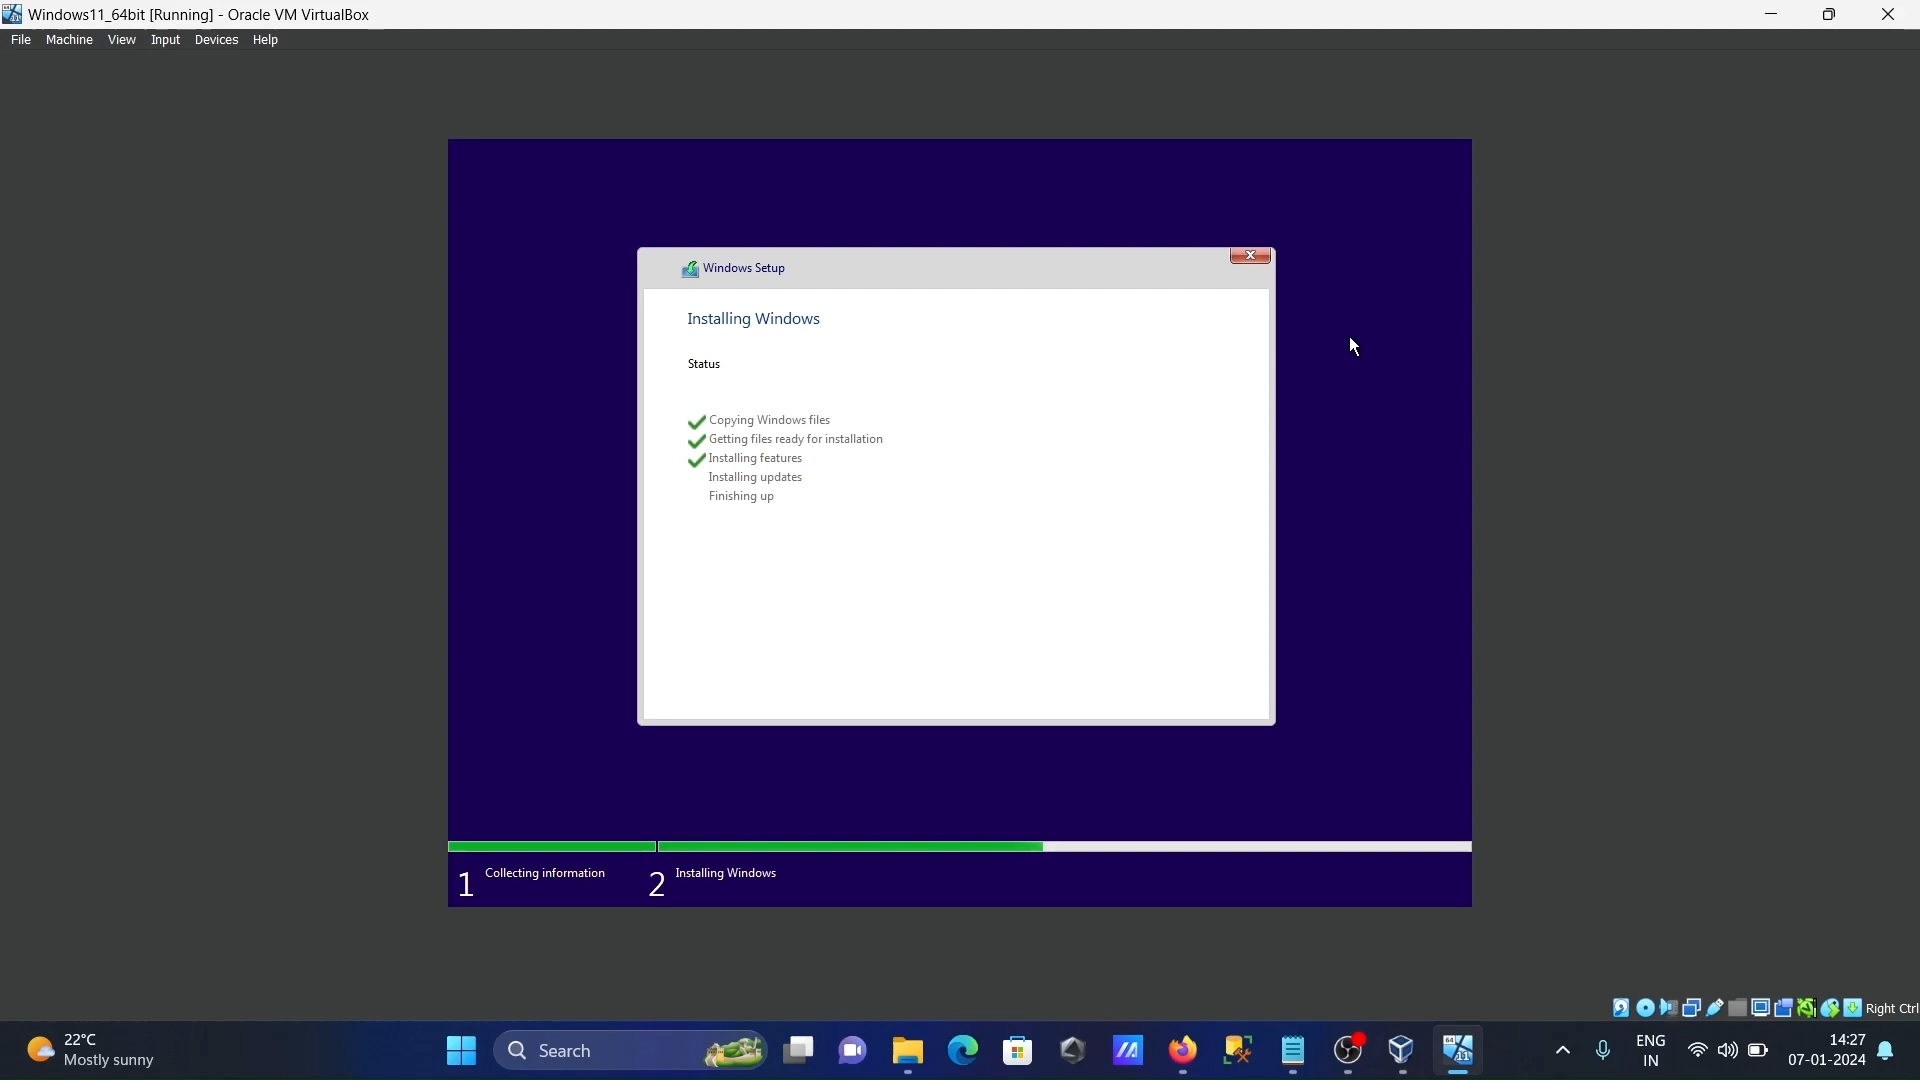 Windows11_64bit [Running] - Oracle VM VirtualBox
File Machine View Input Devices Help
Windows Setup
Installing Windows
Status
Copying Windows files
Getting files ready for installation
Installing features
Installing updates
Finishing up
1 Collecting information 2 Installing Windows
Right Ctrl
22°C
Mostly sunny
Search
64
11
ENG
IN
14:27
07-01-2024